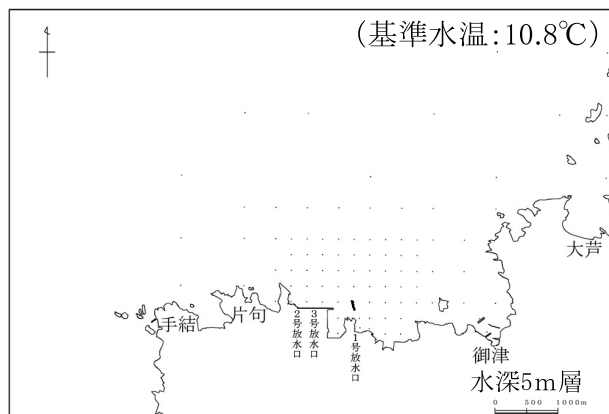 (基準水温:10.8℃)
大芦
片句
手結
2号放水口
3号放水口
1号放水口
御津
水深5m層
0 500 1000m